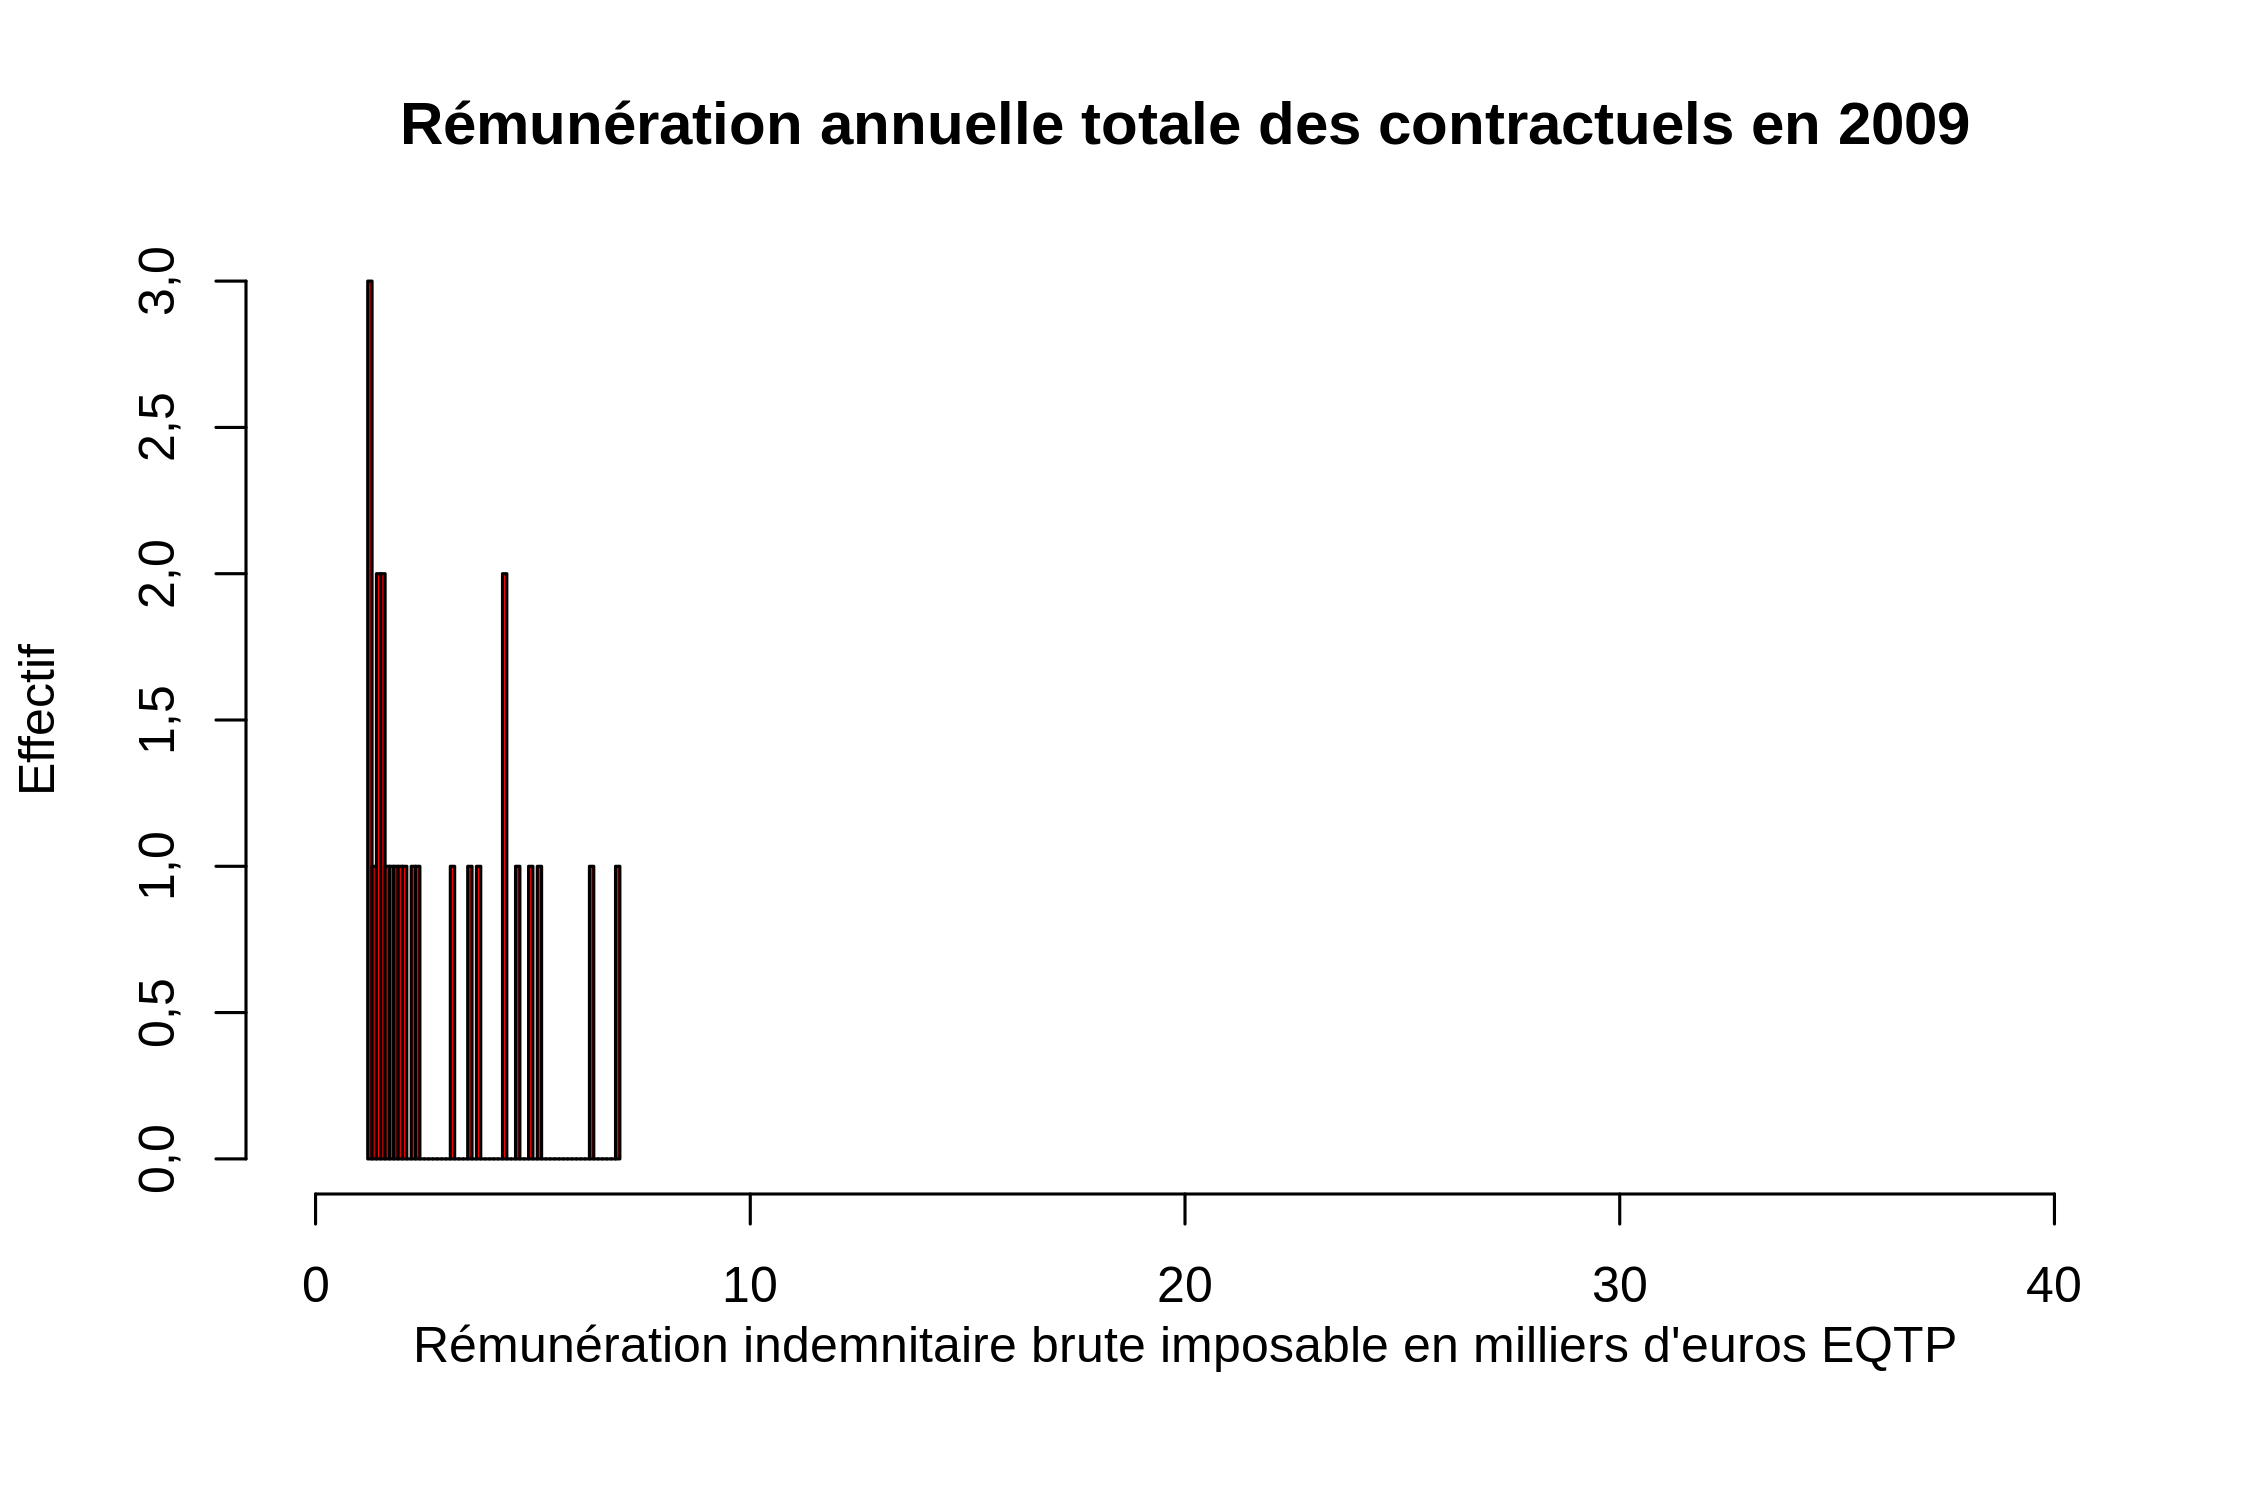 Rémunération annuelle totale des contractuels en 2009
Effectif
3,0
2,5
2,0
1,5
1,0
0,5
0,0
0 10 20 30 40
Rémunération indemnitaire brute imposable en milliers d'euros EQTP